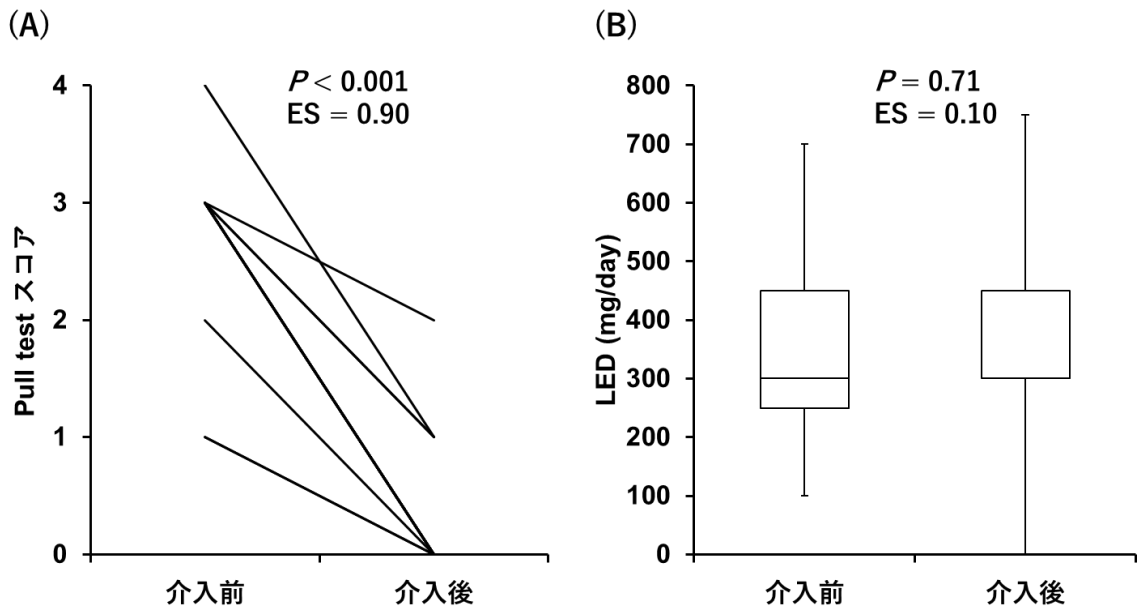 (A)
P < 0.001
ES = 0.90
Pull test スコア
4
3
2
1
0
介入前 介入後
(B)
P = 0.71
ES = 0.10
LED (mg/day)
800
700
600
500
400
300
200
100
0
介入前 介入後